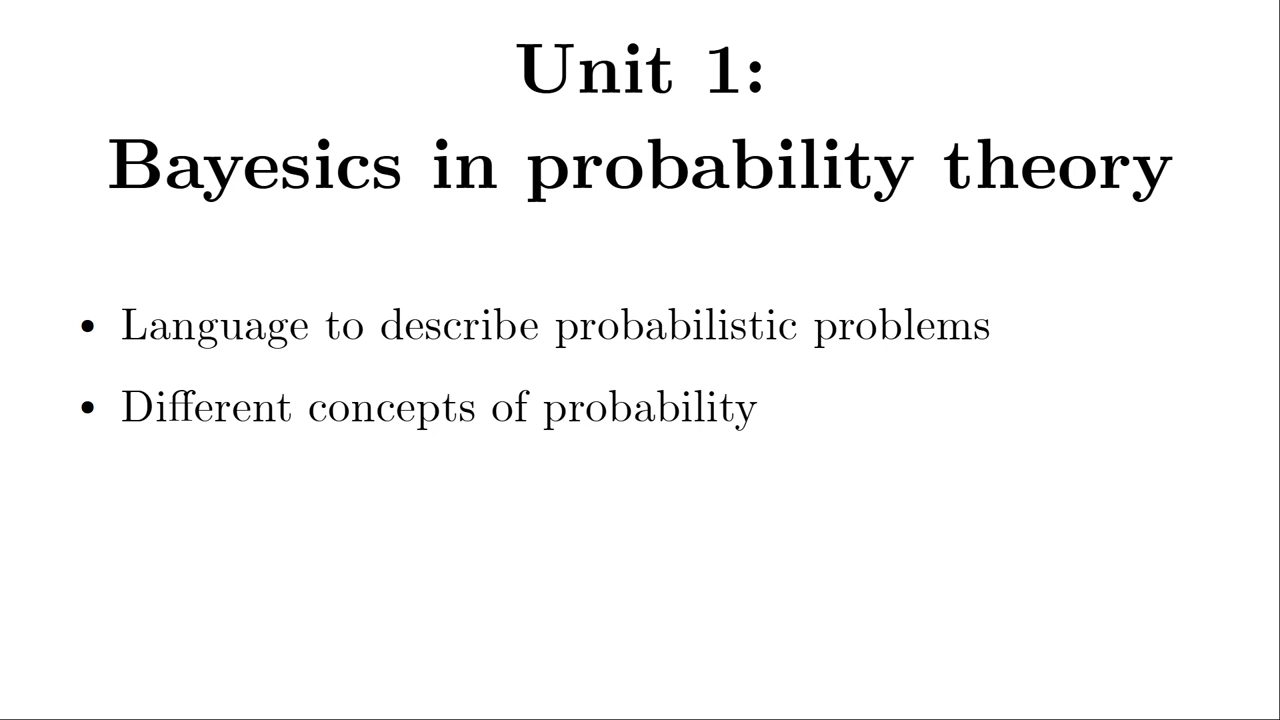 Unit 1:
Bayesics in probability theory
• Language to describe probabilistic problems
• Different concepts of probability